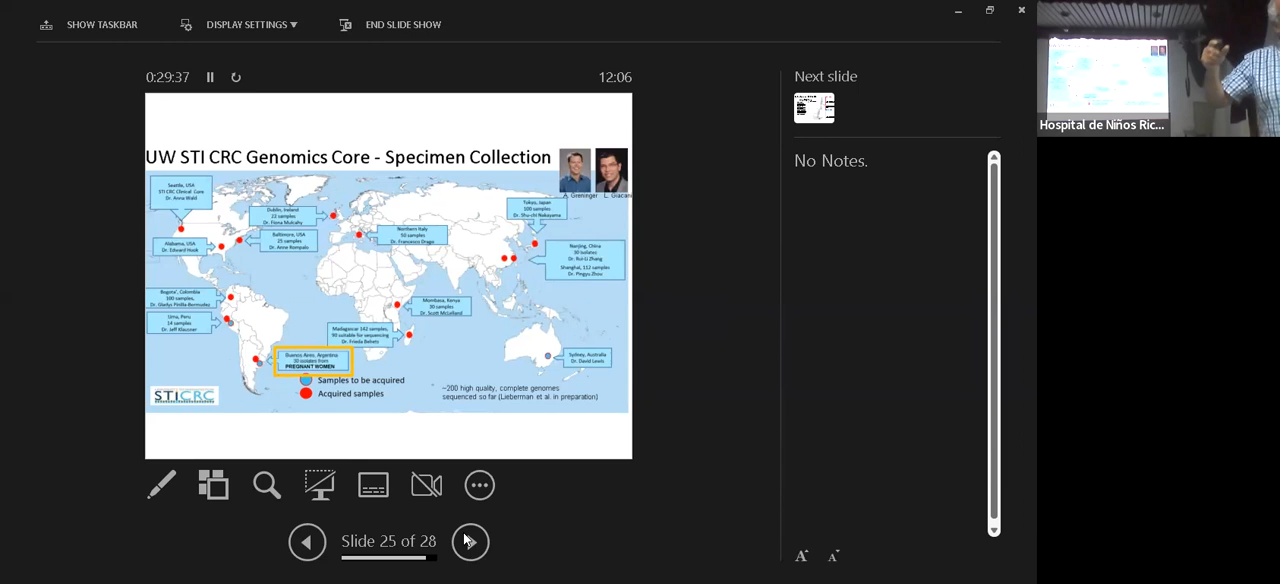 SHOW TASKBAR
DISPLAY SETTINGS ▼
END SLIDE SHOW
0:29:37
12:06
Next slide
No Notes.
Hospital de Niños Ric...
UW STI CRC Genomics Core - Specimen Collection
A. Greninger
L. Giacani
Seattle, USA
STI CRC Clinical Core
Dr. Anna Wald
Dublin, Ireland
22 samples
Dr. Fiona Mulcahy
Tokyo, Japan
100 samples
Dr. Shu-ichi Nakayama
Alabama, USA
Dr. Edward Hook
Baltimore, USA
25 samples
Dr. Anne Rompalo
Northern Italy
50 samples
Dr. Francesco Drago
Nanjing, China
30 isolates
Dr. Rui-Li Zhang
Shanghai, 112 samples
Dr. Pingyu Zhou
Bogota', Colombia
100 samples,
Dr. Gladys Pinilla-Bermudez
Lima, Peru
14 samples
Dr. Jeff Klausner
Mombasa, Kenya
30 samples
Dr. Scott McClelland
Madagascar 142 samples,
90 suitable for sequencing
Dr. Frieda Behets
Buenos Aires, Argentina
30 isolates from
PREGNANT WOMEN
Sydney, Australia
Dr. David Lewis
Samples to be acquired
Acquired samples
STICRC
~200 high quality, complete genomes
sequenced so far (Lieberman et al. in preparation)
Slide 25 of 28
A
A